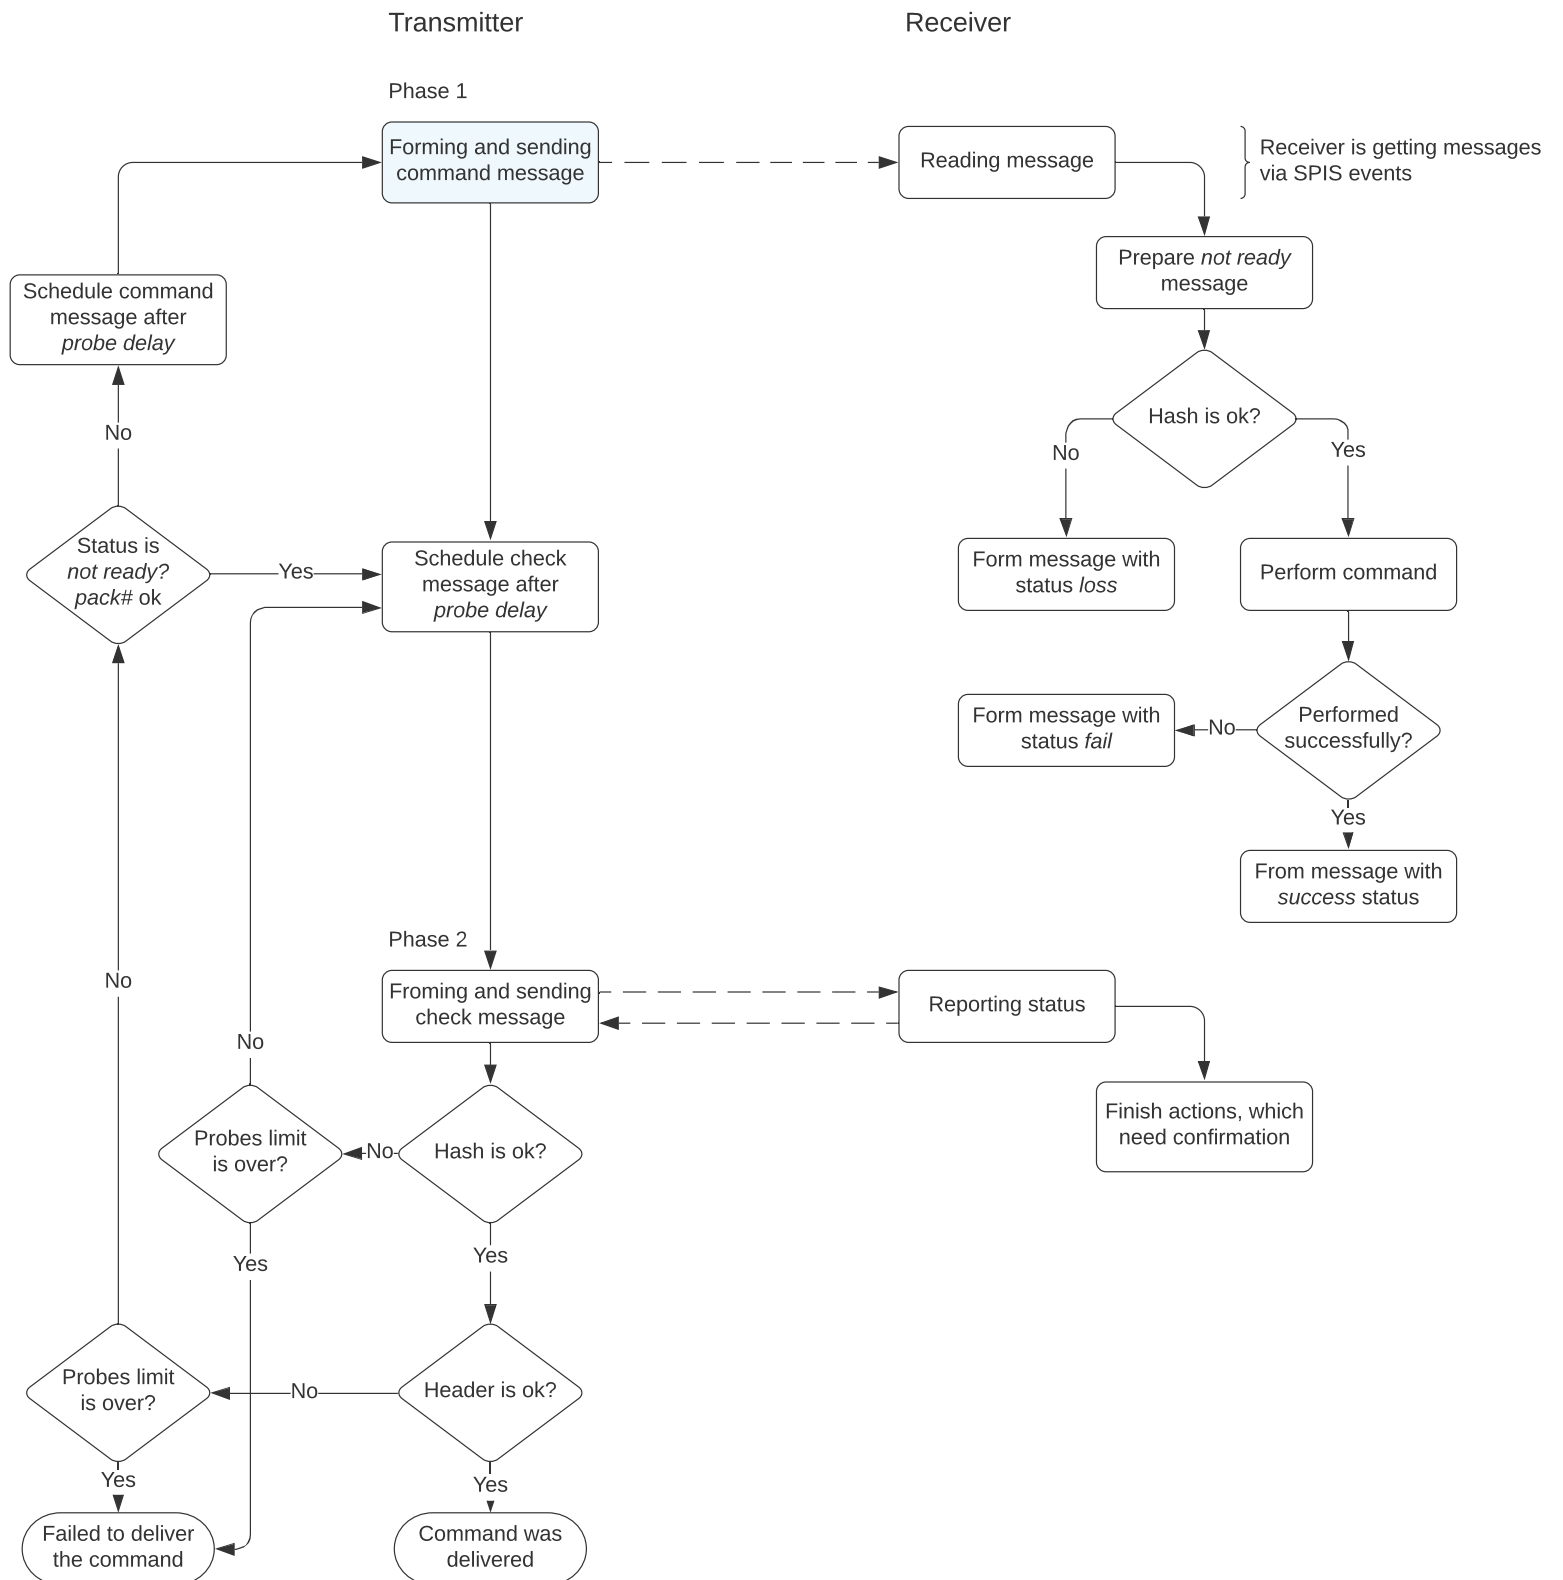 Transmitter
Receiver
Phase 1
Forming and sending
command message
Reading message
Receiver is getting messages
via SPIS events
Prepare not ready
message
Schedule command
message after
probe delay
Hash is ok?
No
No
Yes
Status is
not ready?
pack# ok
Yes
Schedule check
message after
probe delay
Form message with
status loss
Perform command
Form message with
status fail
No
Performed
successfully?
Yes
From message with
success status
Phase 2
No
Froming and sending
check message
Reporting status
No
Finish actions, which
need confirmation
Probes limit
is over?
No
Hash is ok?
Yes
Yes
Probes limit
is over?
No
Header is ok?
Yes
Yes
Failed to deliver
the command
Command was
delivered